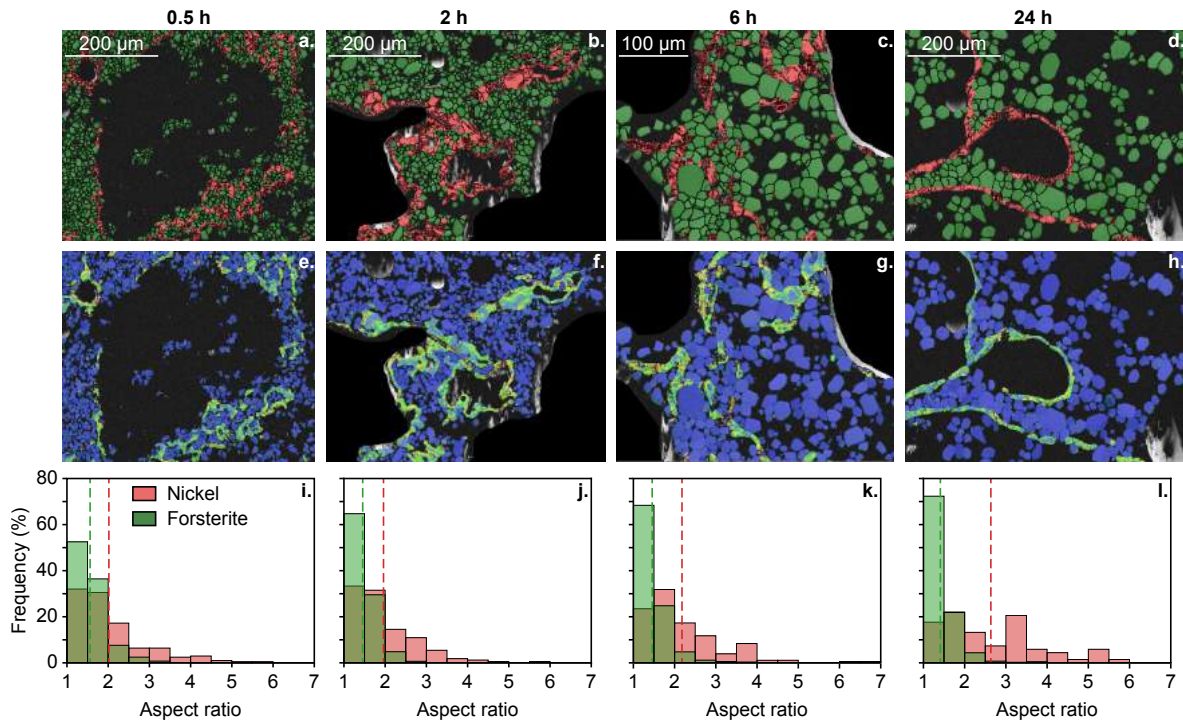 0.5 h 2 h 6 h 24 h
200 µm a. 200 µm b. 100 µm c. 200 µm d.
e. f. g. h.
80
60
40
20
0
Frequency (%)
Nickel
Forsterite
i. j. k. l.
1 2 3 4 5 6 7 1 2 3 4 5 6 7 1 2 3 4 5 6 7 1 2 3 4 5 6 7
Aspect ratio Aspect ratio Aspect ratio Aspect ratio